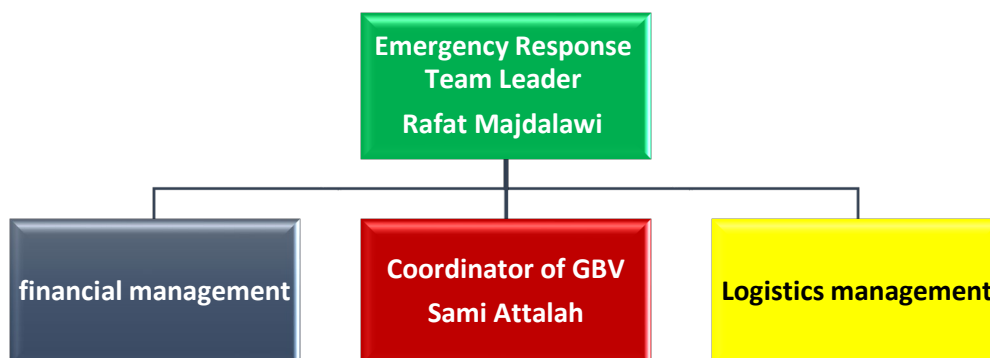 Emergency Response
Team Leader
Rafat Majdalawi
financial management
Coordinator of GBV
Sami Attalah
Logistics management